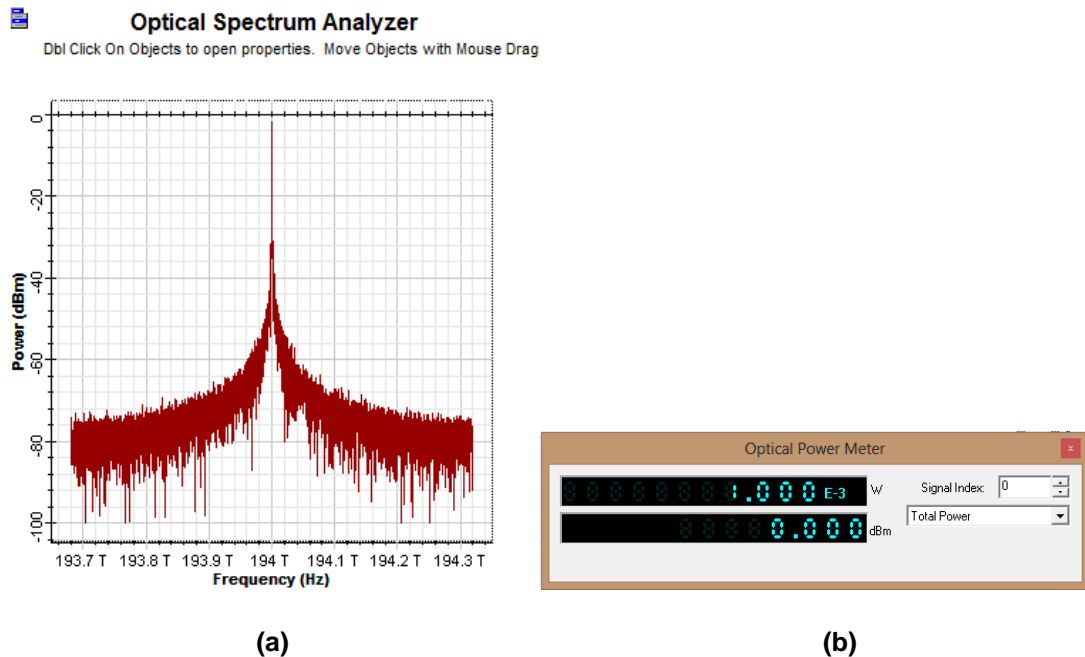 Optical Spectrum Analyzer
Dbl Click On Objects to open properties. Move Objects with Mouse Drag
Power (dBm)
0
-20
-40
-60
-80
-100
193.7 T 193.8 T 193.9 T 194 T 194.1 T 194.2 T 194.3 T
Frequency (Hz)
(a)
Optical Power Meter
x
1.000 E-3 W
Signal Index: 0
0.000 dBm
Total Power
(b)